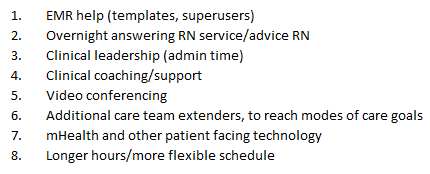 1. EMR help (templates, superusers)
2. Overnight answering RN service/advice RN
3. Clinical leadership (admin time)
4. Clinical coaching/support
5. Video conferencing
6. Additional care team extenders, to reach modes of care goals
7. mHealth and other patient facing technology
8. Longer hours/more flexible schedule